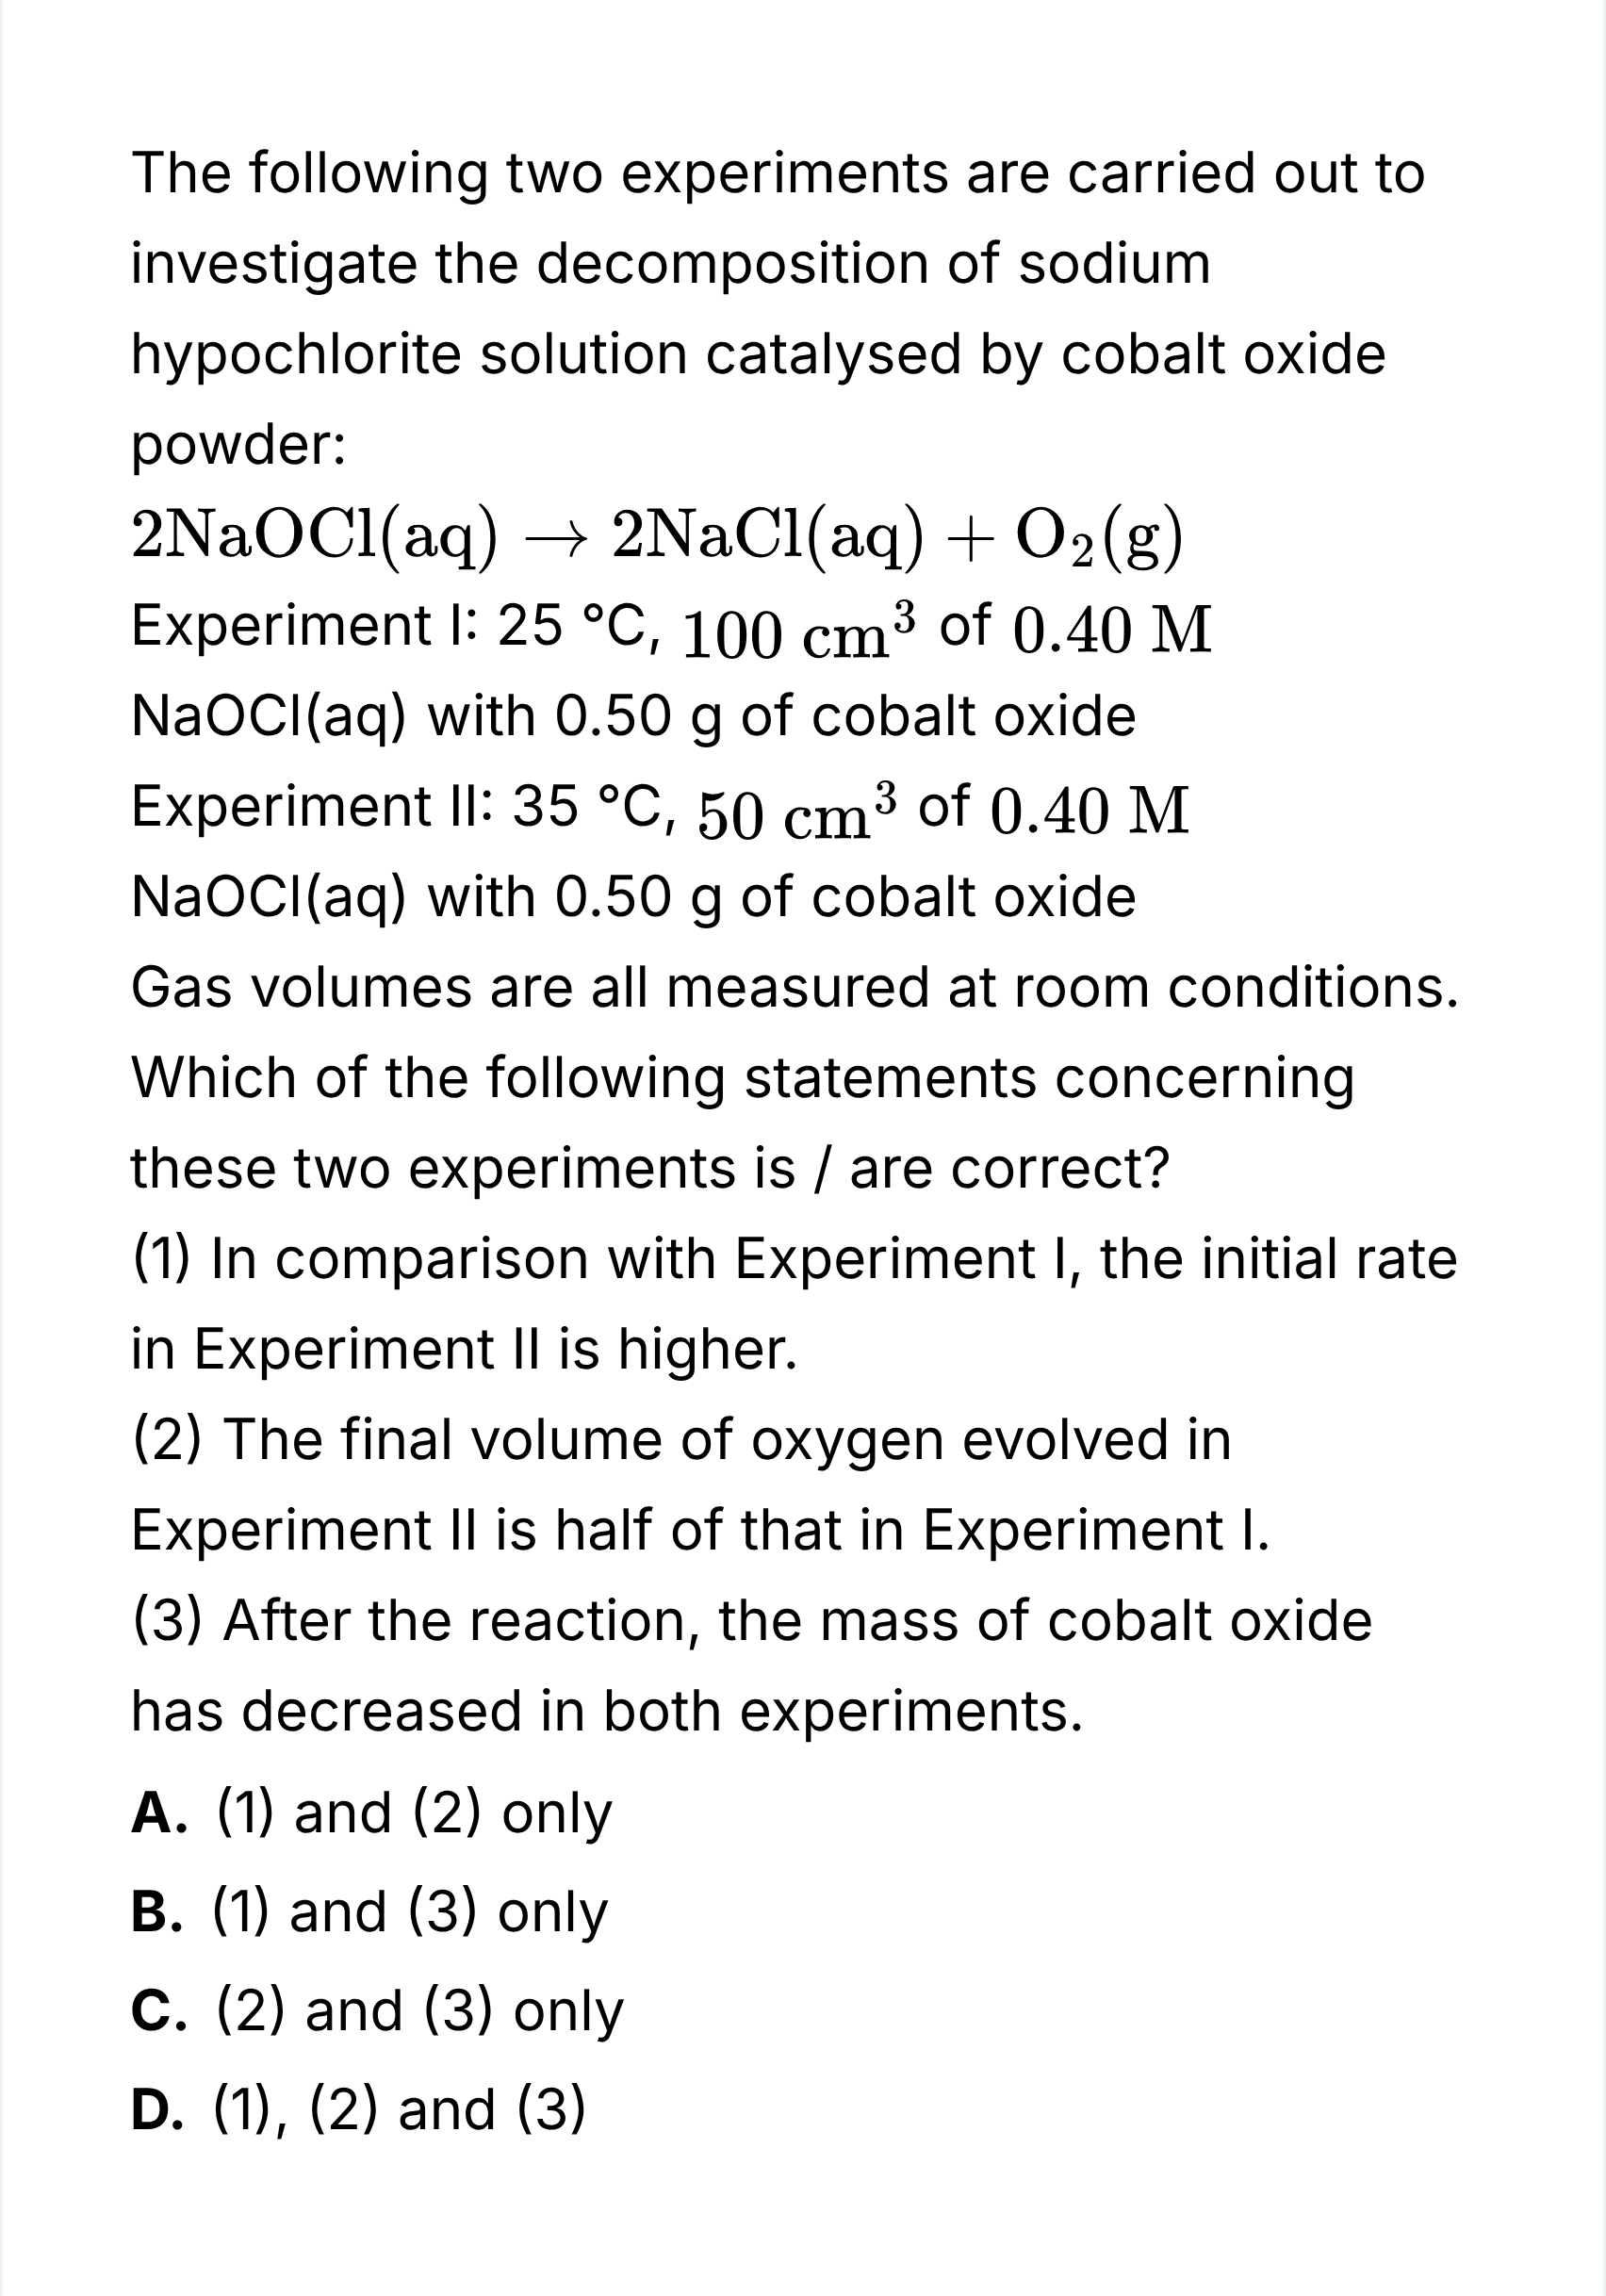 The following two experiments are carried out to
investigate the decomposition of sodium
hypochlorite solution catalysed by cobalt oxide
powder:
2NaOCl(aq) → 2NaCl(aq) + O₂(g)
Experiment I: 25 °C, 100 cm³ of 0.40 M
NaOCl(aq) with 0.50 g of cobalt oxide
Experiment II: 35 °C, 50 cm³ of 0.40 M
NaOCl(aq) with 0.50 g of cobalt oxide
Gas volumes are all measured at room conditions.
Which of the following statements concerning
these two experiments is / are correct?
(1) In comparison with Experiment I, the initial rate
in Experiment II is higher.
(2) The final volume of oxygen evolved in
Experiment II is half of that in Experiment I.
(3) After the reaction, the mass of cobalt oxide
has decreased in both experiments.
A. (1) and (2) only
B. (1) and (3) only
C. (2) and (3) only
D. (1), (2) and (3)